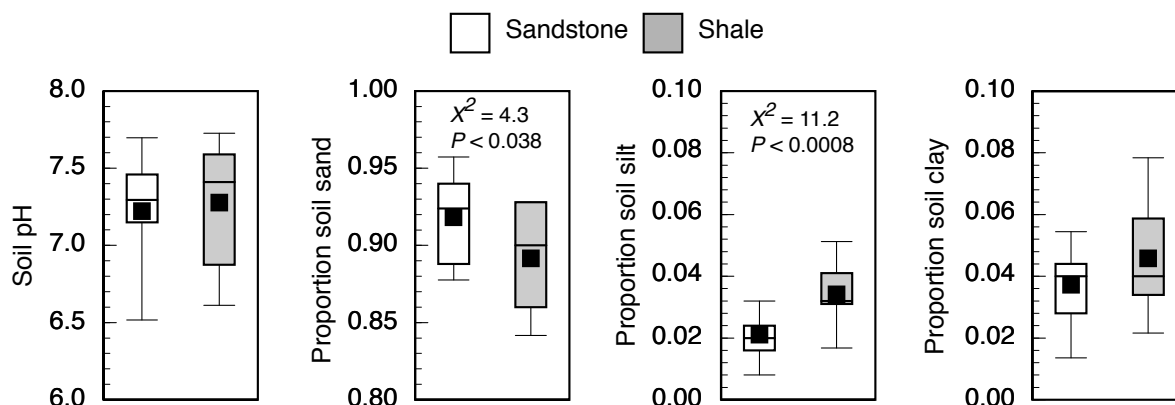 Sandstone Shale
Soil pH
8.0
7.5
7.0
6.5
6.0
Proportion soil sand
1.00
0.95
0.90
0.85
0.80
X² = 4.3
P < 0.038
Proportion soil silt
0.10
0.08
0.06
0.04
0.02
0.00
X² = 11.2
P < 0.0008
Proportion soil clay
0.10
0.08
0.06
0.04
0.02
0.00